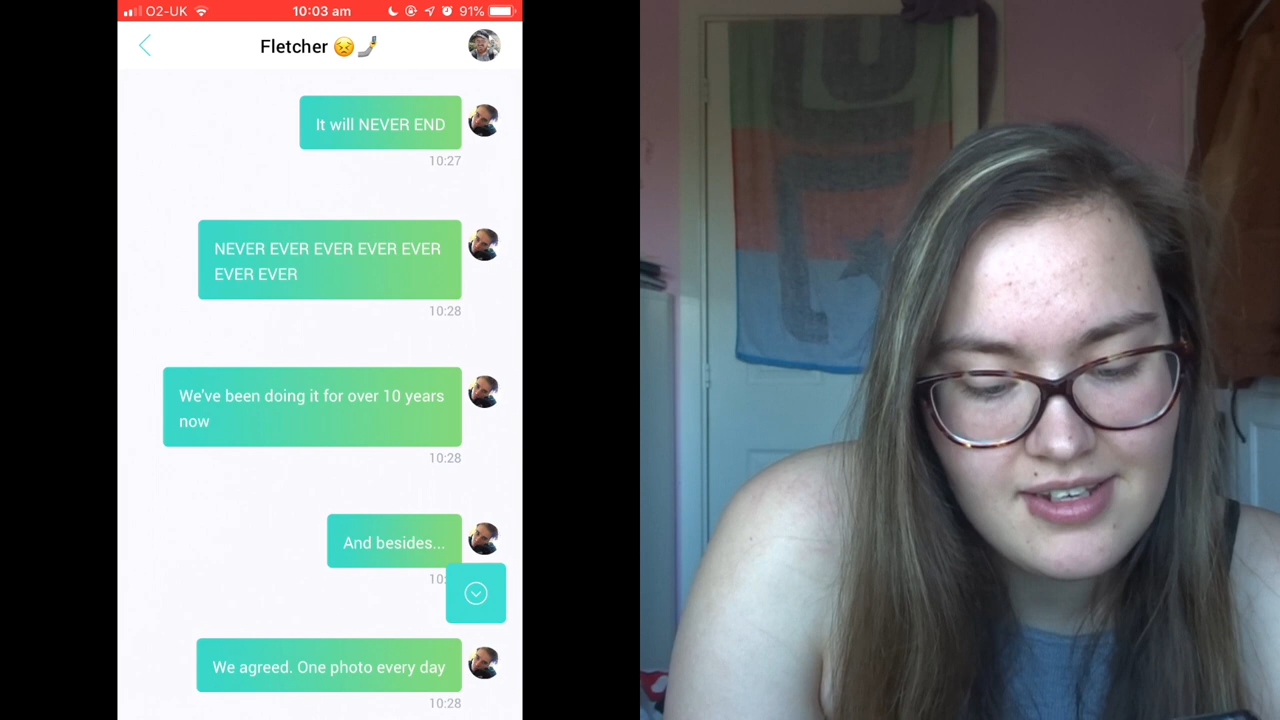 O2-UK 10:03 am 91%
Fletcher 😣🤳
It will NEVER END
10:27
NEVER EVER EVER EVER EVER
EVER EVER
10:28
We've been doing it for over 10 years
now
10:28
And besides...
10:
We agreed. One photo every day
10:28